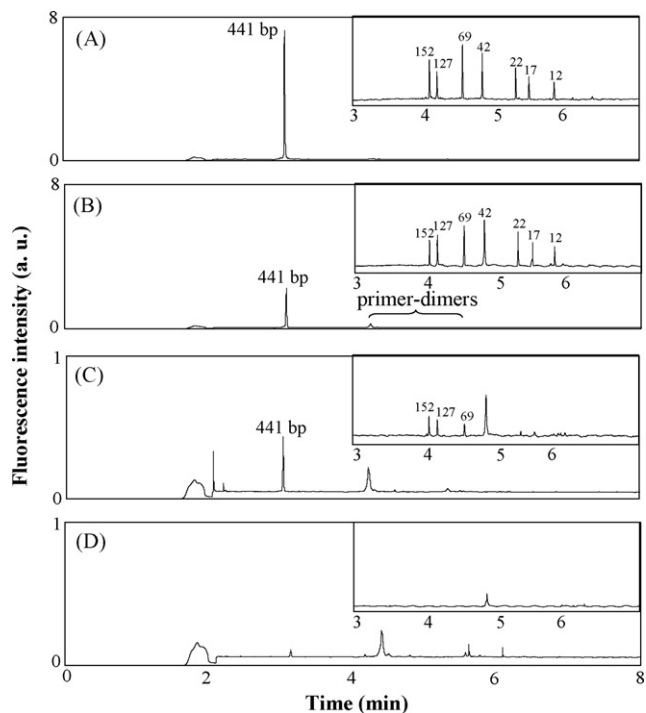 8
(A)
441 bp
152 127 69 42 22 17 12
3 4 5 6
0
8
(B)
441 bp
152 127 69 42 22 17 12
3 4 5 6
primer-dimers
0
1
(C)
441 bp
152 127 69
3 4 5 6
0
1
(D)
3 4 5 6
0
0 2 4 6 8
Time (min)
Fluorescence intensity (a. u.)